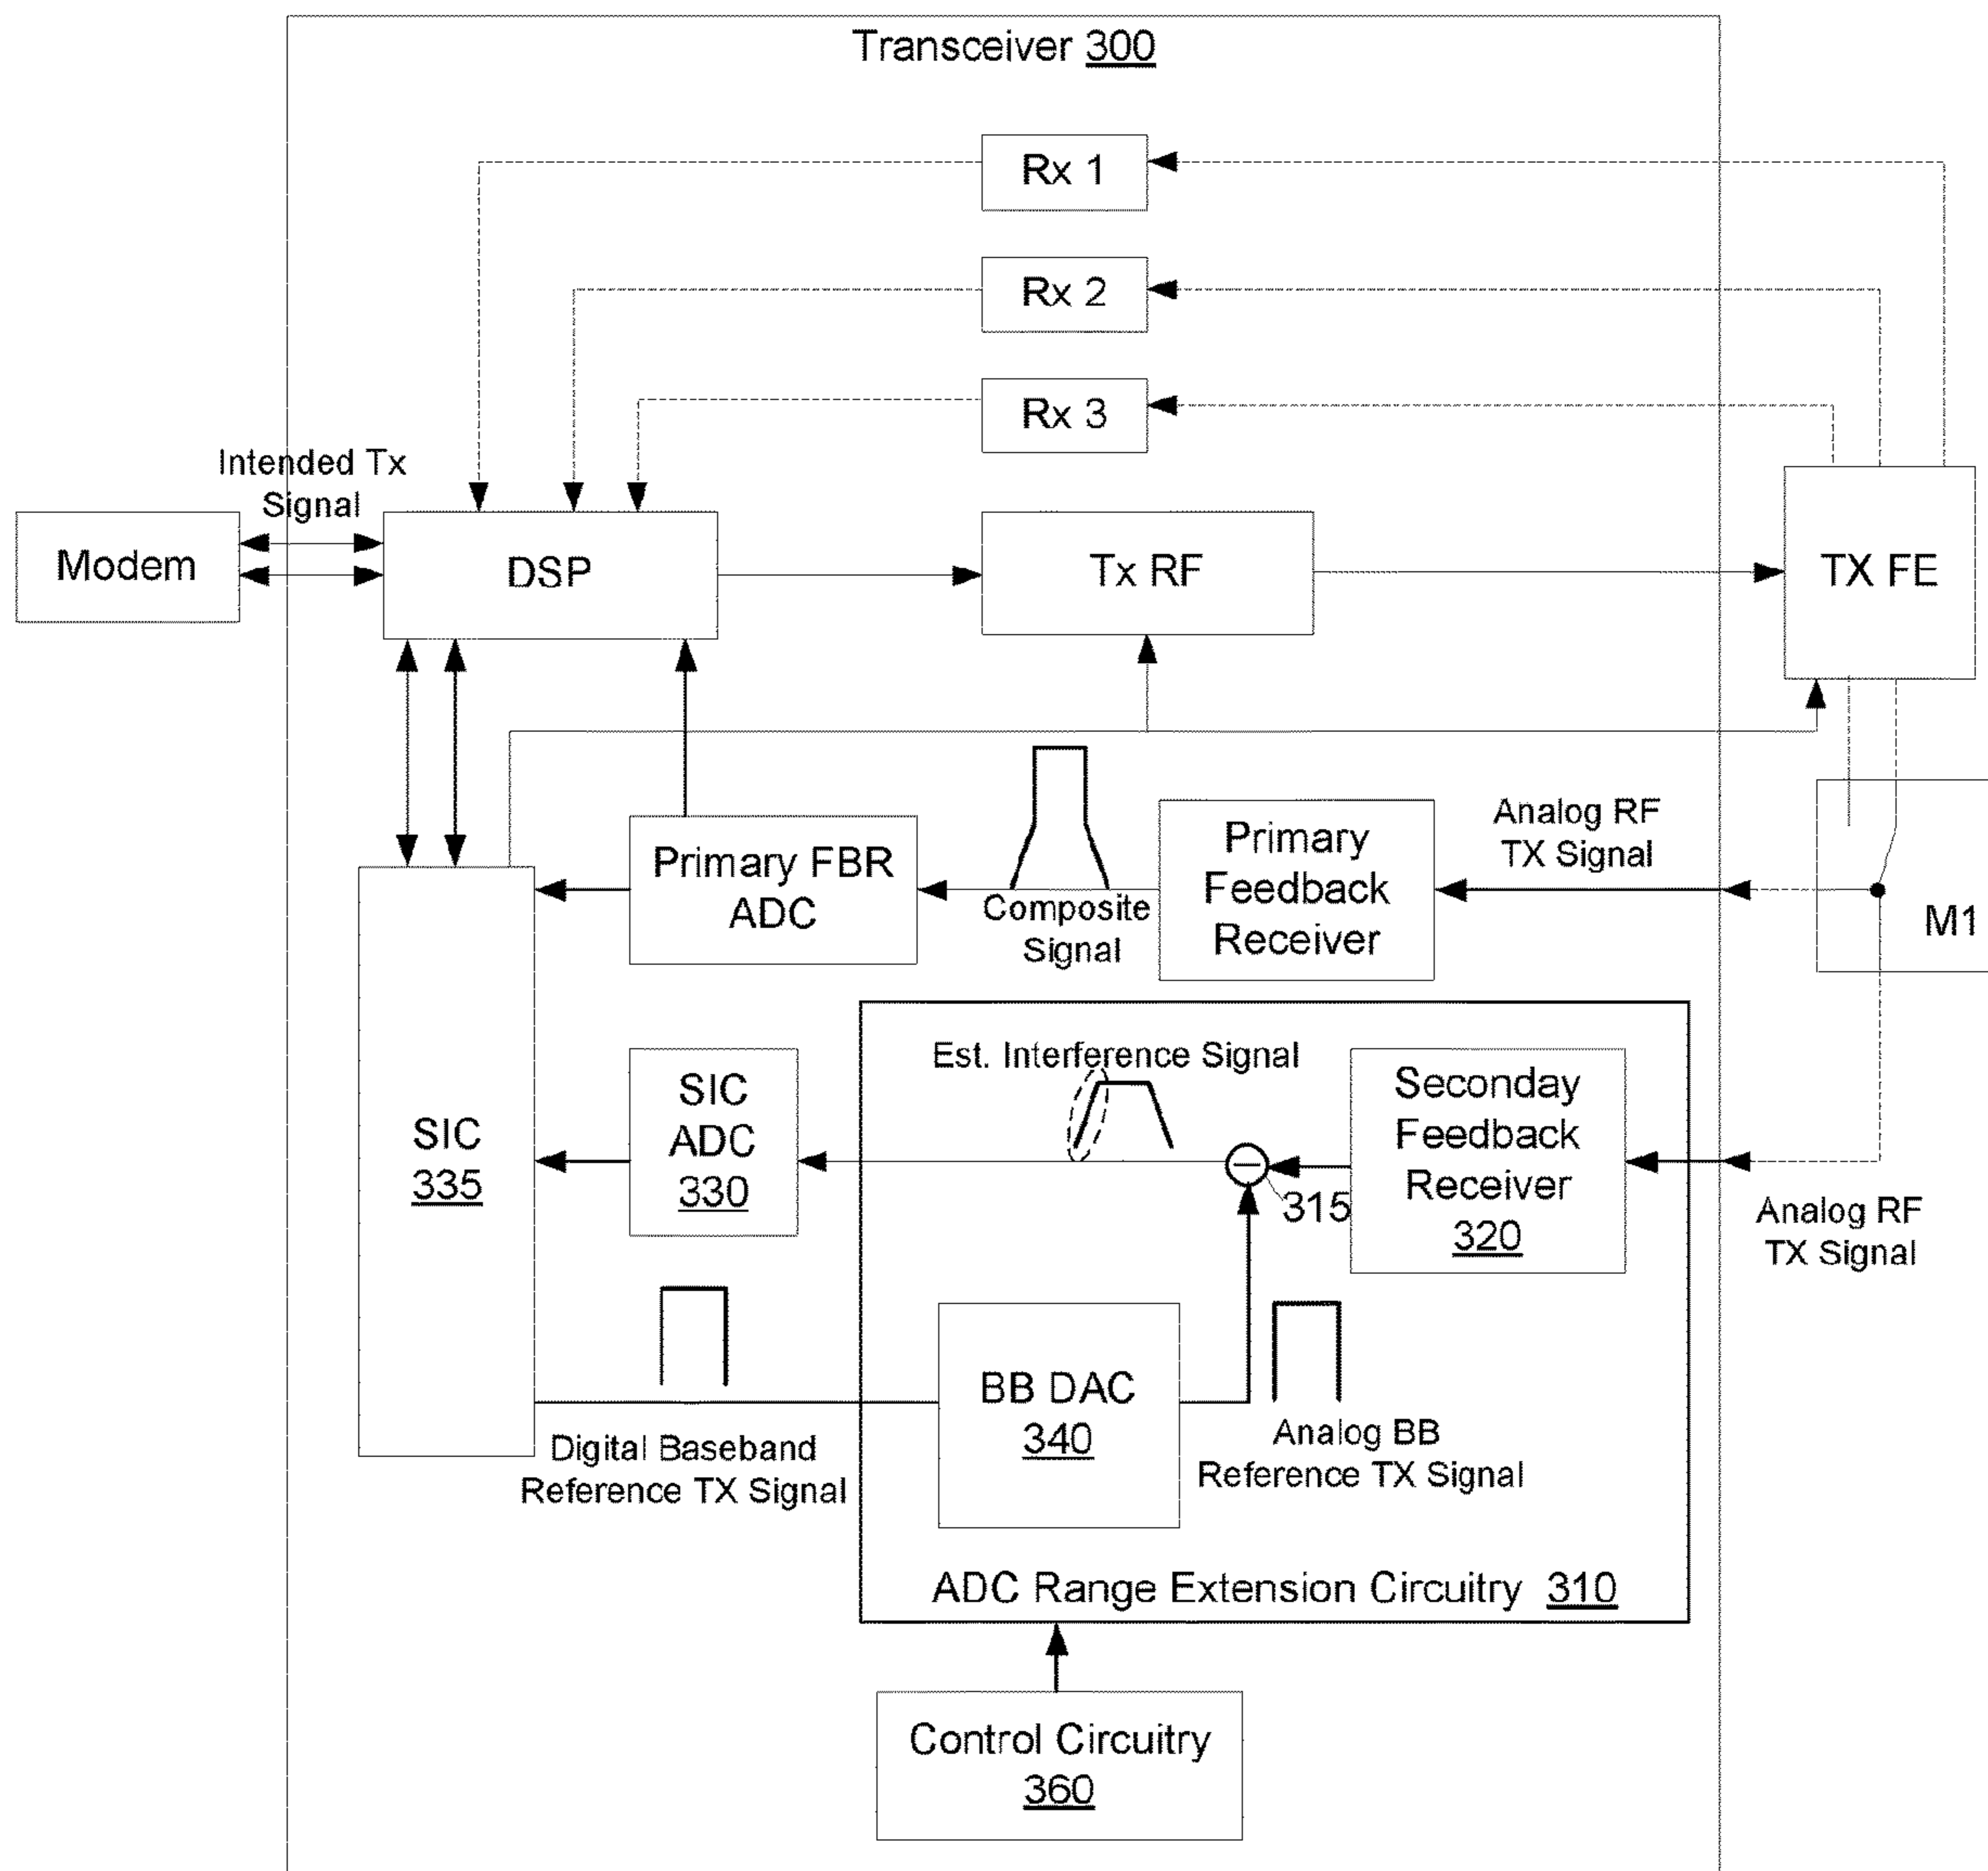 Transceiver 300
Rx 1
Rx 2
Rx 3
Intended Tx
Signal
Modem
DSP
Tx RF
TX FE
Primary FBR
ADC
Composite
Signal
Primary
Feedback
Receiver
Analog RF
TX Signal
M1
Est. Interference Signal
SIC
335
SIC
ADC
330
315
Seconday
Feedback
Receiver
320
Analog RF
TX Signal
BB DAC
340
Digital Baseband
Reference TX Signal
Analog BB
Reference TX Signal
ADC Range Extension Circuitry 310
Control Circuitry
360